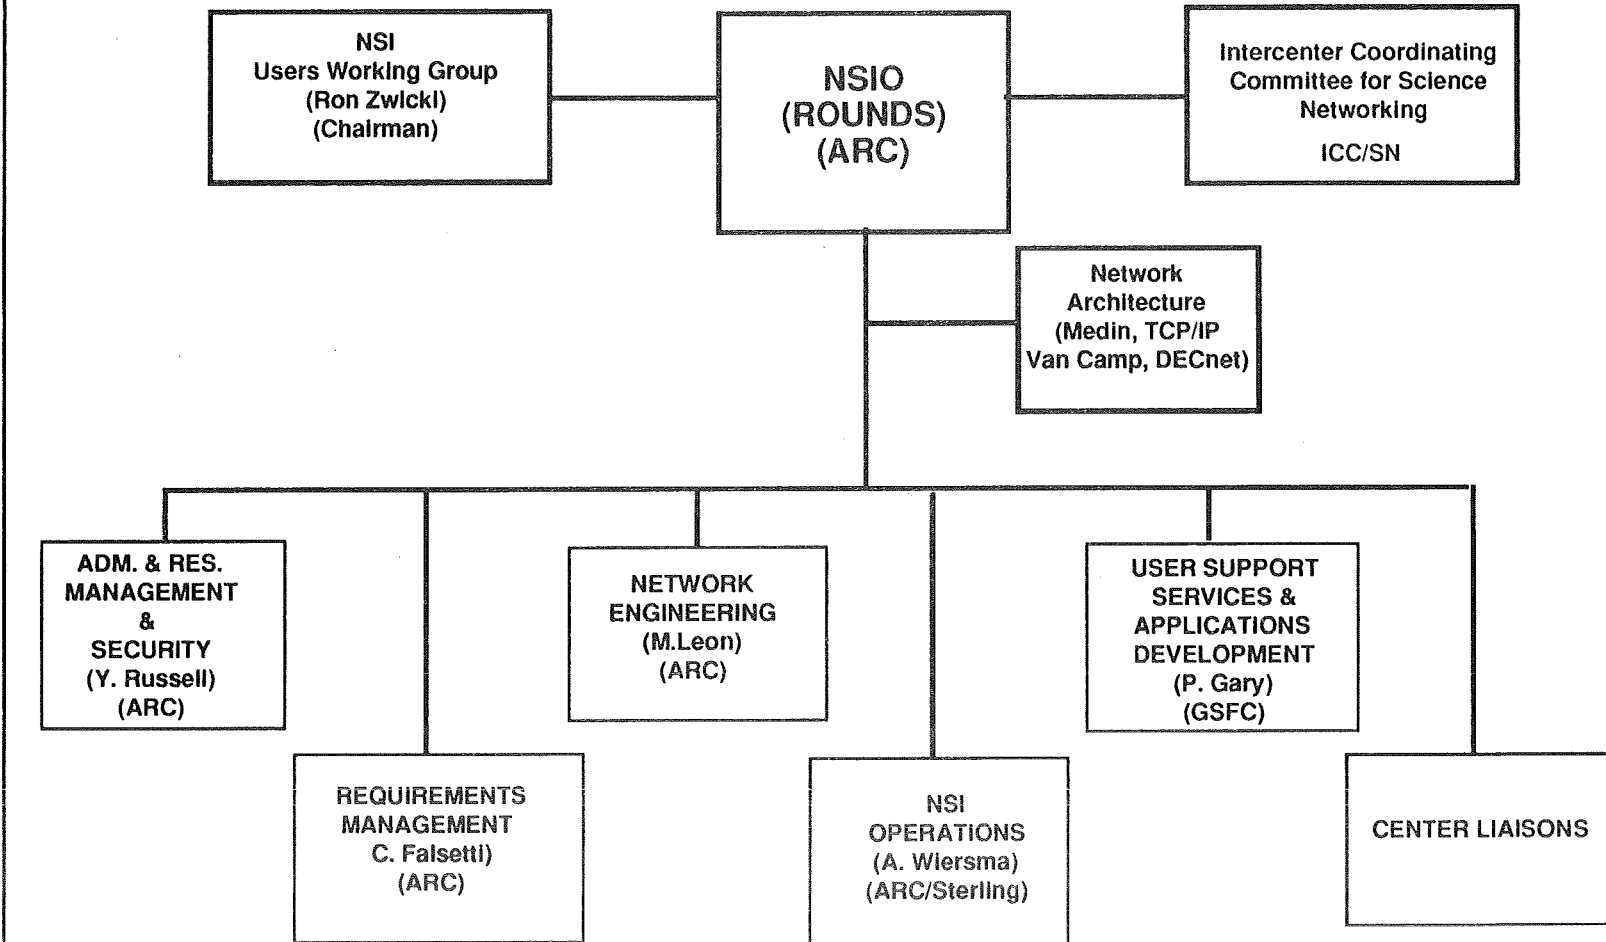 NSI
Users Working Group
(Ron Zwickl)
(Chairman)
NSIO
(ROUNDS)
(ARC)
Intercenter Coordinating
Committee for Science
Networking
ICC/SN
Network
Architecture
(Medin, TCP/IP
Van Camp, DECnet)
ADM. & RES.
MANAGEMENT
&
SECURITY
(Y. Russell)
(ARC)
REQUIREMENTS
MANAGEMENT
C. Falsetti)
(ARC)
NETWORK
ENGINEERING
(M.Leon)
(ARC)
NSI
OPERATIONS
(A. Wiersma)
(ARC/Sterling)
USER SUPPORT
SERVICES &
APPLICATIONS
DEVELOPMENT
(P. Gary)
(GSFC)
CENTER LIAISONS